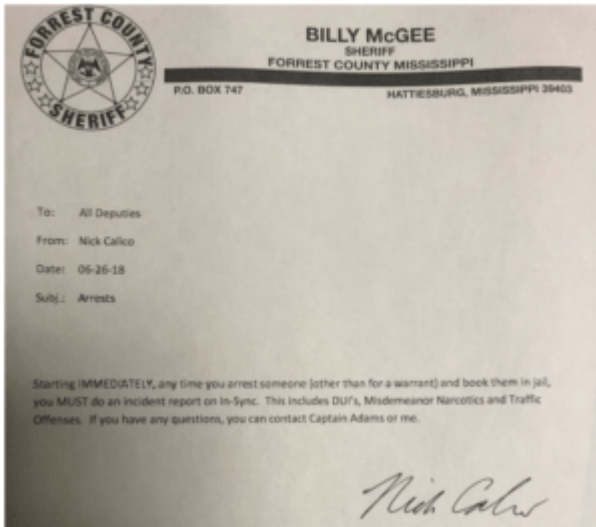 FORREST COUNTY
SHERIFF
BILLY McGEE
SHERIFF
FORREST COUNTY MISSISSIPPI
P.O. BOX 747
HATTIESBURG, MISSISSIPPI 39403
To: All Deputies
From: Nick Calico
Date: 06-26-18
Subj.: Arrests
Starting IMMEDIATELY, any time you arrest someone (other than for a warrant) and book them in jail,
you MUST do an incident report on In-Sync. This includes DUI's, Misdemeanor Narcotics and Traffic
Offenses. If you have any questions, you can contact Captain Adams or me.
Nick Calico